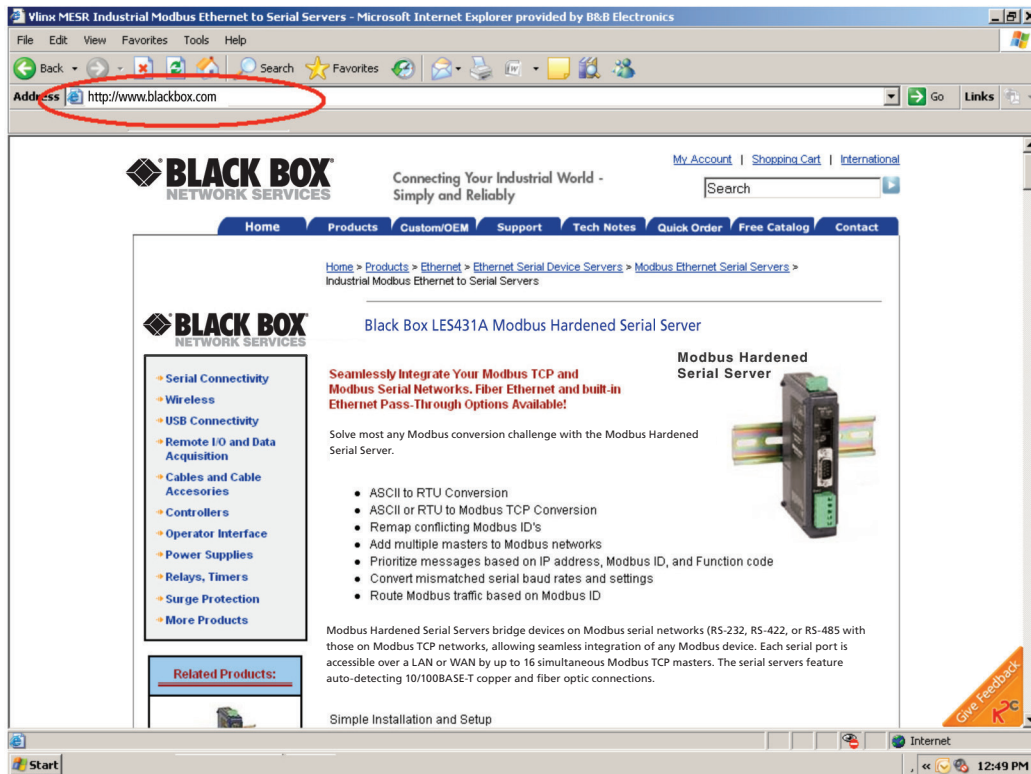 Vlinx MESR Industrial Modbus Ethernet to Serial Servers - Microsoft Internet Explorer provided by B&B Electronics
File Edit View Favorites Tools Help
Back Search Favorites
Address http://www.blackbox.com Go Links
BLACK BOX
NETWORK SERVICES
Connecting Your Industrial World -
Simply and Reliably
My Account | Shopping Cart | International
Search
Home Products Custom/OEM Support Tech Notes Quick Order Free Catalog Contact
Home > Products > Ethernet > Ethernet Serial Device Servers > Modbus Ethernet Serial Servers >
Industrial Modbus Ethernet to Serial Servers
BLACK BOX
NETWORK SERVICES
Serial Connectivity
Wireless
USB Connectivity
Remote I/O and Data
Acquisition
Cables and Cable
Accesories
Controllers
Operator Interface
Power Supplies
Relays, Timers
Surge Protection
More Products
Related Products:
Black Box LES431A Modbus Hardened Serial Server
Seamlessly Integrate Your Modbus TCP and
Modbus Serial Networks. Fiber Ethernet and built-in
Ethernet Pass-Through Options Available!
Modbus Hardened
Serial Server
Solve most any Modbus conversion challenge with the Modbus Hardened
Serial Server.
• ASCII to RTU Conversion
• ASCII or RTU to Modbus TCP Conversion
• Remap conflicting Modbus ID's
• Add multiple masters to Modbus networks
• Prioritize messages based on IP address, Modbus ID, and Function code
• Convert mismatched serial baud rates and settings
• Route Modbus traffic based on Modbus ID
Modbus Hardened Serial Servers bridge devices on Modbus serial networks (RS-232, RS-422, or RS-485 with
those on Modbus TCP networks, allowing seamless integration of any Modbus device. Each serial port is
accessible over a LAN or WAN by up to 16 simultaneous Modbus TCP masters. The serial servers feature
auto-detecting 10/100BASE-T copper and fiber optic connections.
Simple Installation and Setup
Give Feedback
K2C
Internet
Start
« 12:49 PM